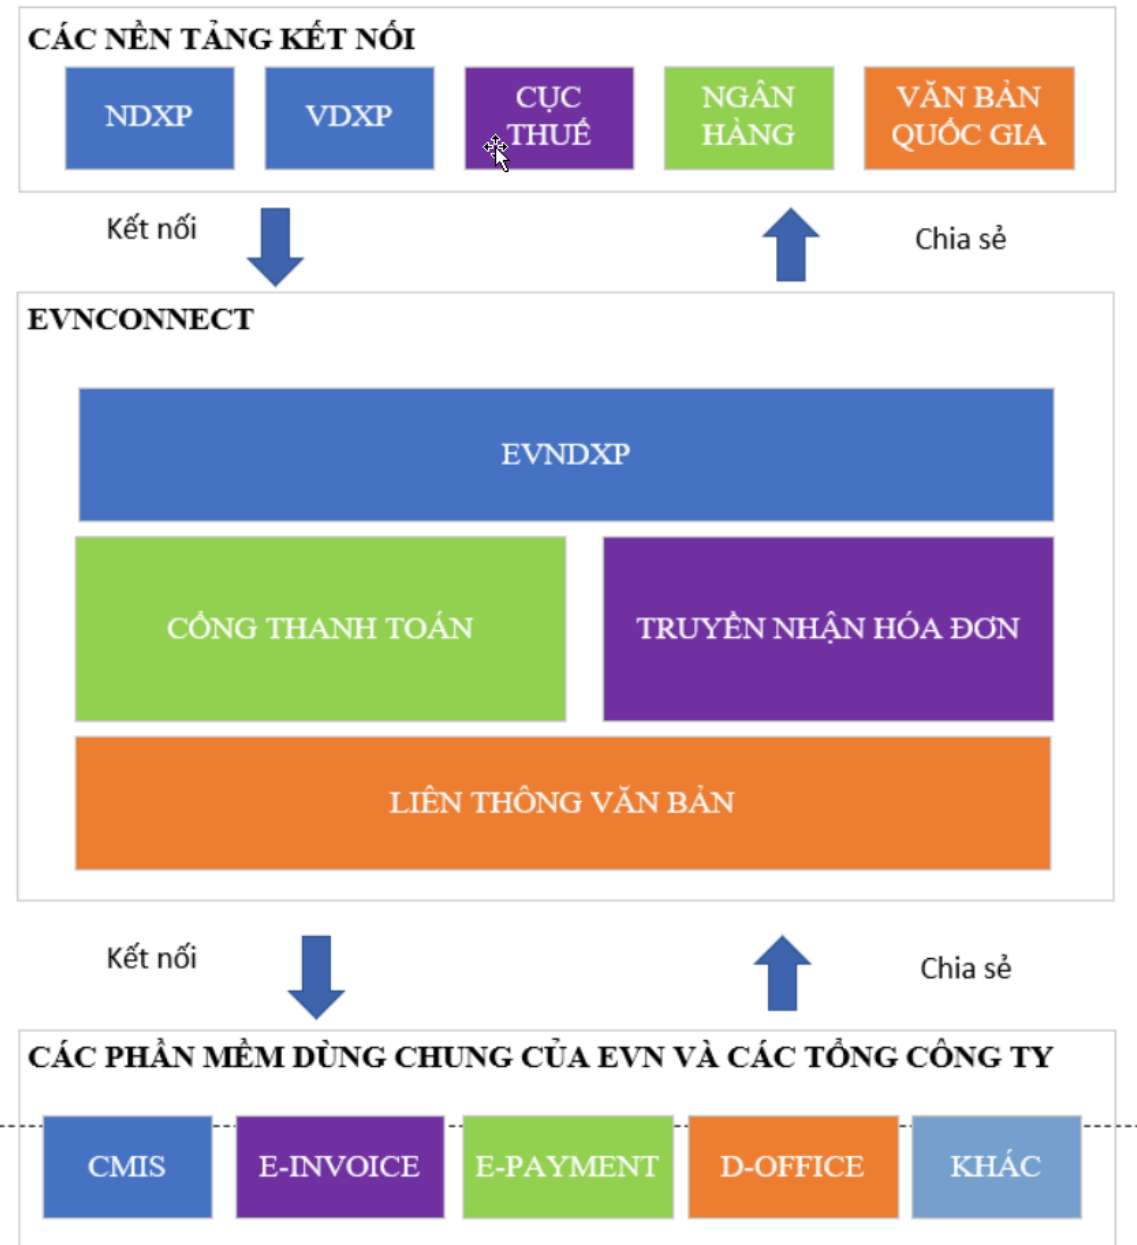 CÁC NỀN TẢNG KẾT NỐI
NDXP
VDXP
CỤC
THUẾ
NGÂN
HÀNG
VĂN BẢN
QUỐC GIA
Kết nối
Chia sẻ
EVNCONNECT
EVNDXP
CỔNG THANH TOÁN
TRUYỀN NHẬN HÓA ĐƠN
LIÊN THÔNG VĂN BẢN
Kết nối
Chia sẻ
CÁC PHẦN MỀM DÙNG CHUNG CỦA EVN VÀ CÁC TỔNG CÔNG TY
CMIS
E-INVOICE
E-PAYMENT
D-OFFICE
KHÁC